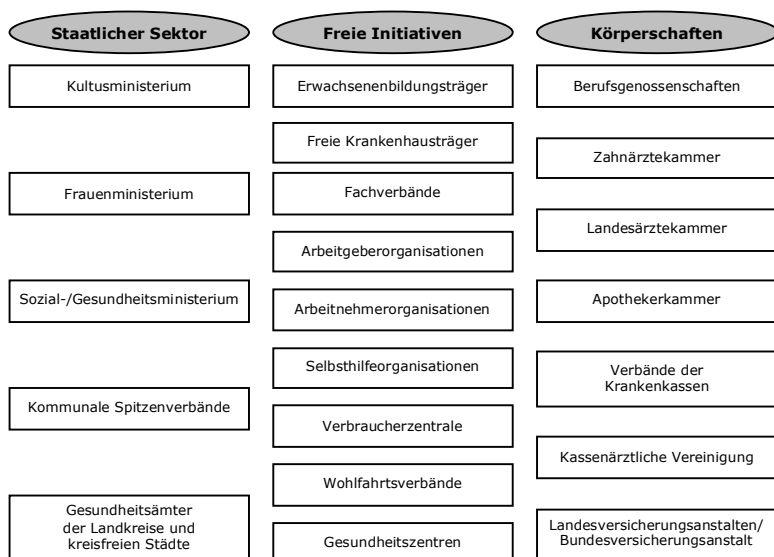 Staatlicher Sektor
Kultusministerium
Frauenministerium
Sozial-/Gesundheitsministerium
Kommunale Spitzenverbände
Gesundheitsämter
der Landkreise und
kreisfreien Städte
Freie Initiativen
Erwachsenenbildungsträger
Freie Krankenhausträger
Fachverbände
Arbeitgeberorganisationen
Arbeitnehmerorganisationen
Selbsthilfeorganisationen
Verbraucherzentrale
Wohlfahrtsverbände
Gesundheitszentren
Körperschaften
Berufsgenossenschaften
Zahnärztekammer
Landesärztekammer
Apothekerkammer
Verbände der
Krankenkassen
Kassenärztliche Vereinigung
Landesversicherungsanstalten/
Bundesversicherungsanstalt